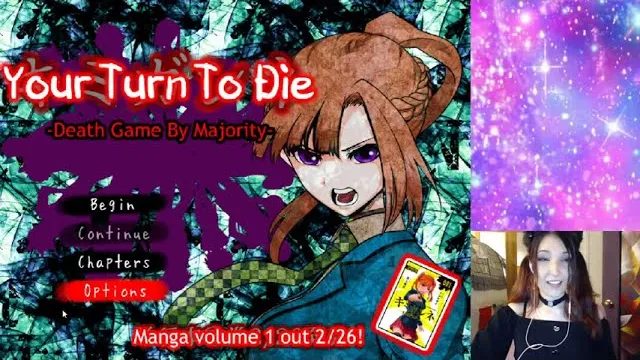 Your Turn To Die
-Death Game By Majority-
Begin
Continue
Chapters
Options
Manga volume 1 out 2/26!